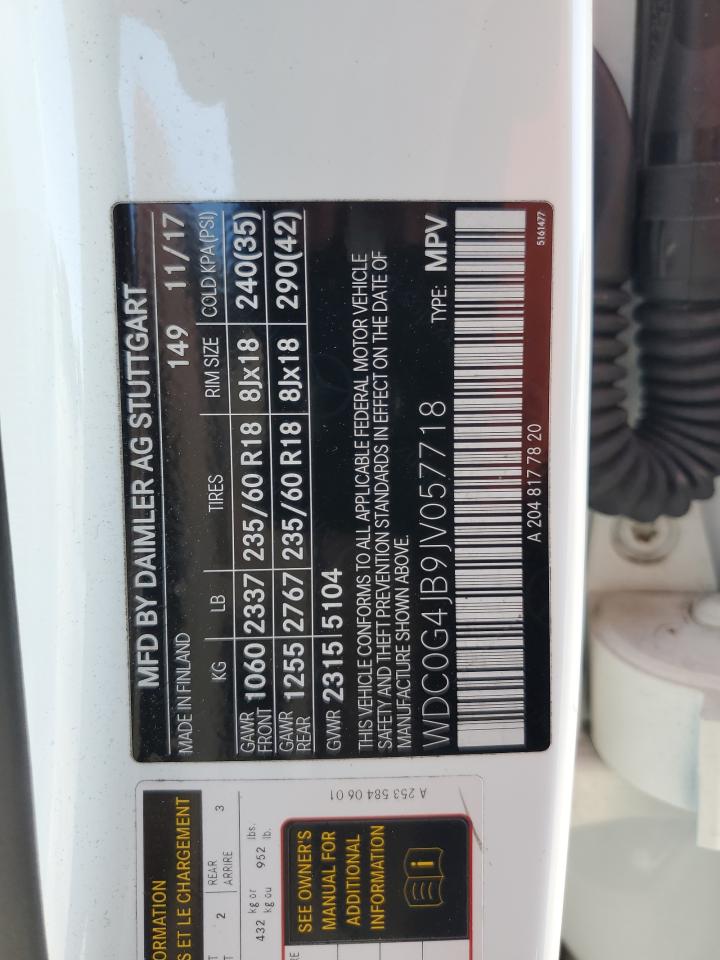 MFD BY DAIMLER AG STUTTGART
MADE IN FINLAND 149 11/17
KG LB TIRES RIM SIZE COLD KPA (PSI)
GAWR FRONT 1060 2337 235/60 R18 8Jx18 240(35)
GAWR REAR 1255 2767 235/60 R18 8Jx18 290(42)
GVWR 2315 5104
THIS VEHICLE CONFORMS TO ALL APPLICABLE FEDERAL MOTOR VEHICLE
SAFETY AND THEFT PREVENTION STANDARDS IN EFFECT ON THE DATE OF
MANUFACTURE SHOWN ABOVE.
WDC0G4JB9JV057718 TYPE: MPV
A 204 817 78 20 5161477
ORMATION
S ET LE CHARGEMENT
2 REAR 3
ARRIRE
432 kg or 952 lbs.
kg ou lb.
SEE OWNER'S
MANUAL FOR
ADDITIONAL
INFORMATION
A 253 584 06 01